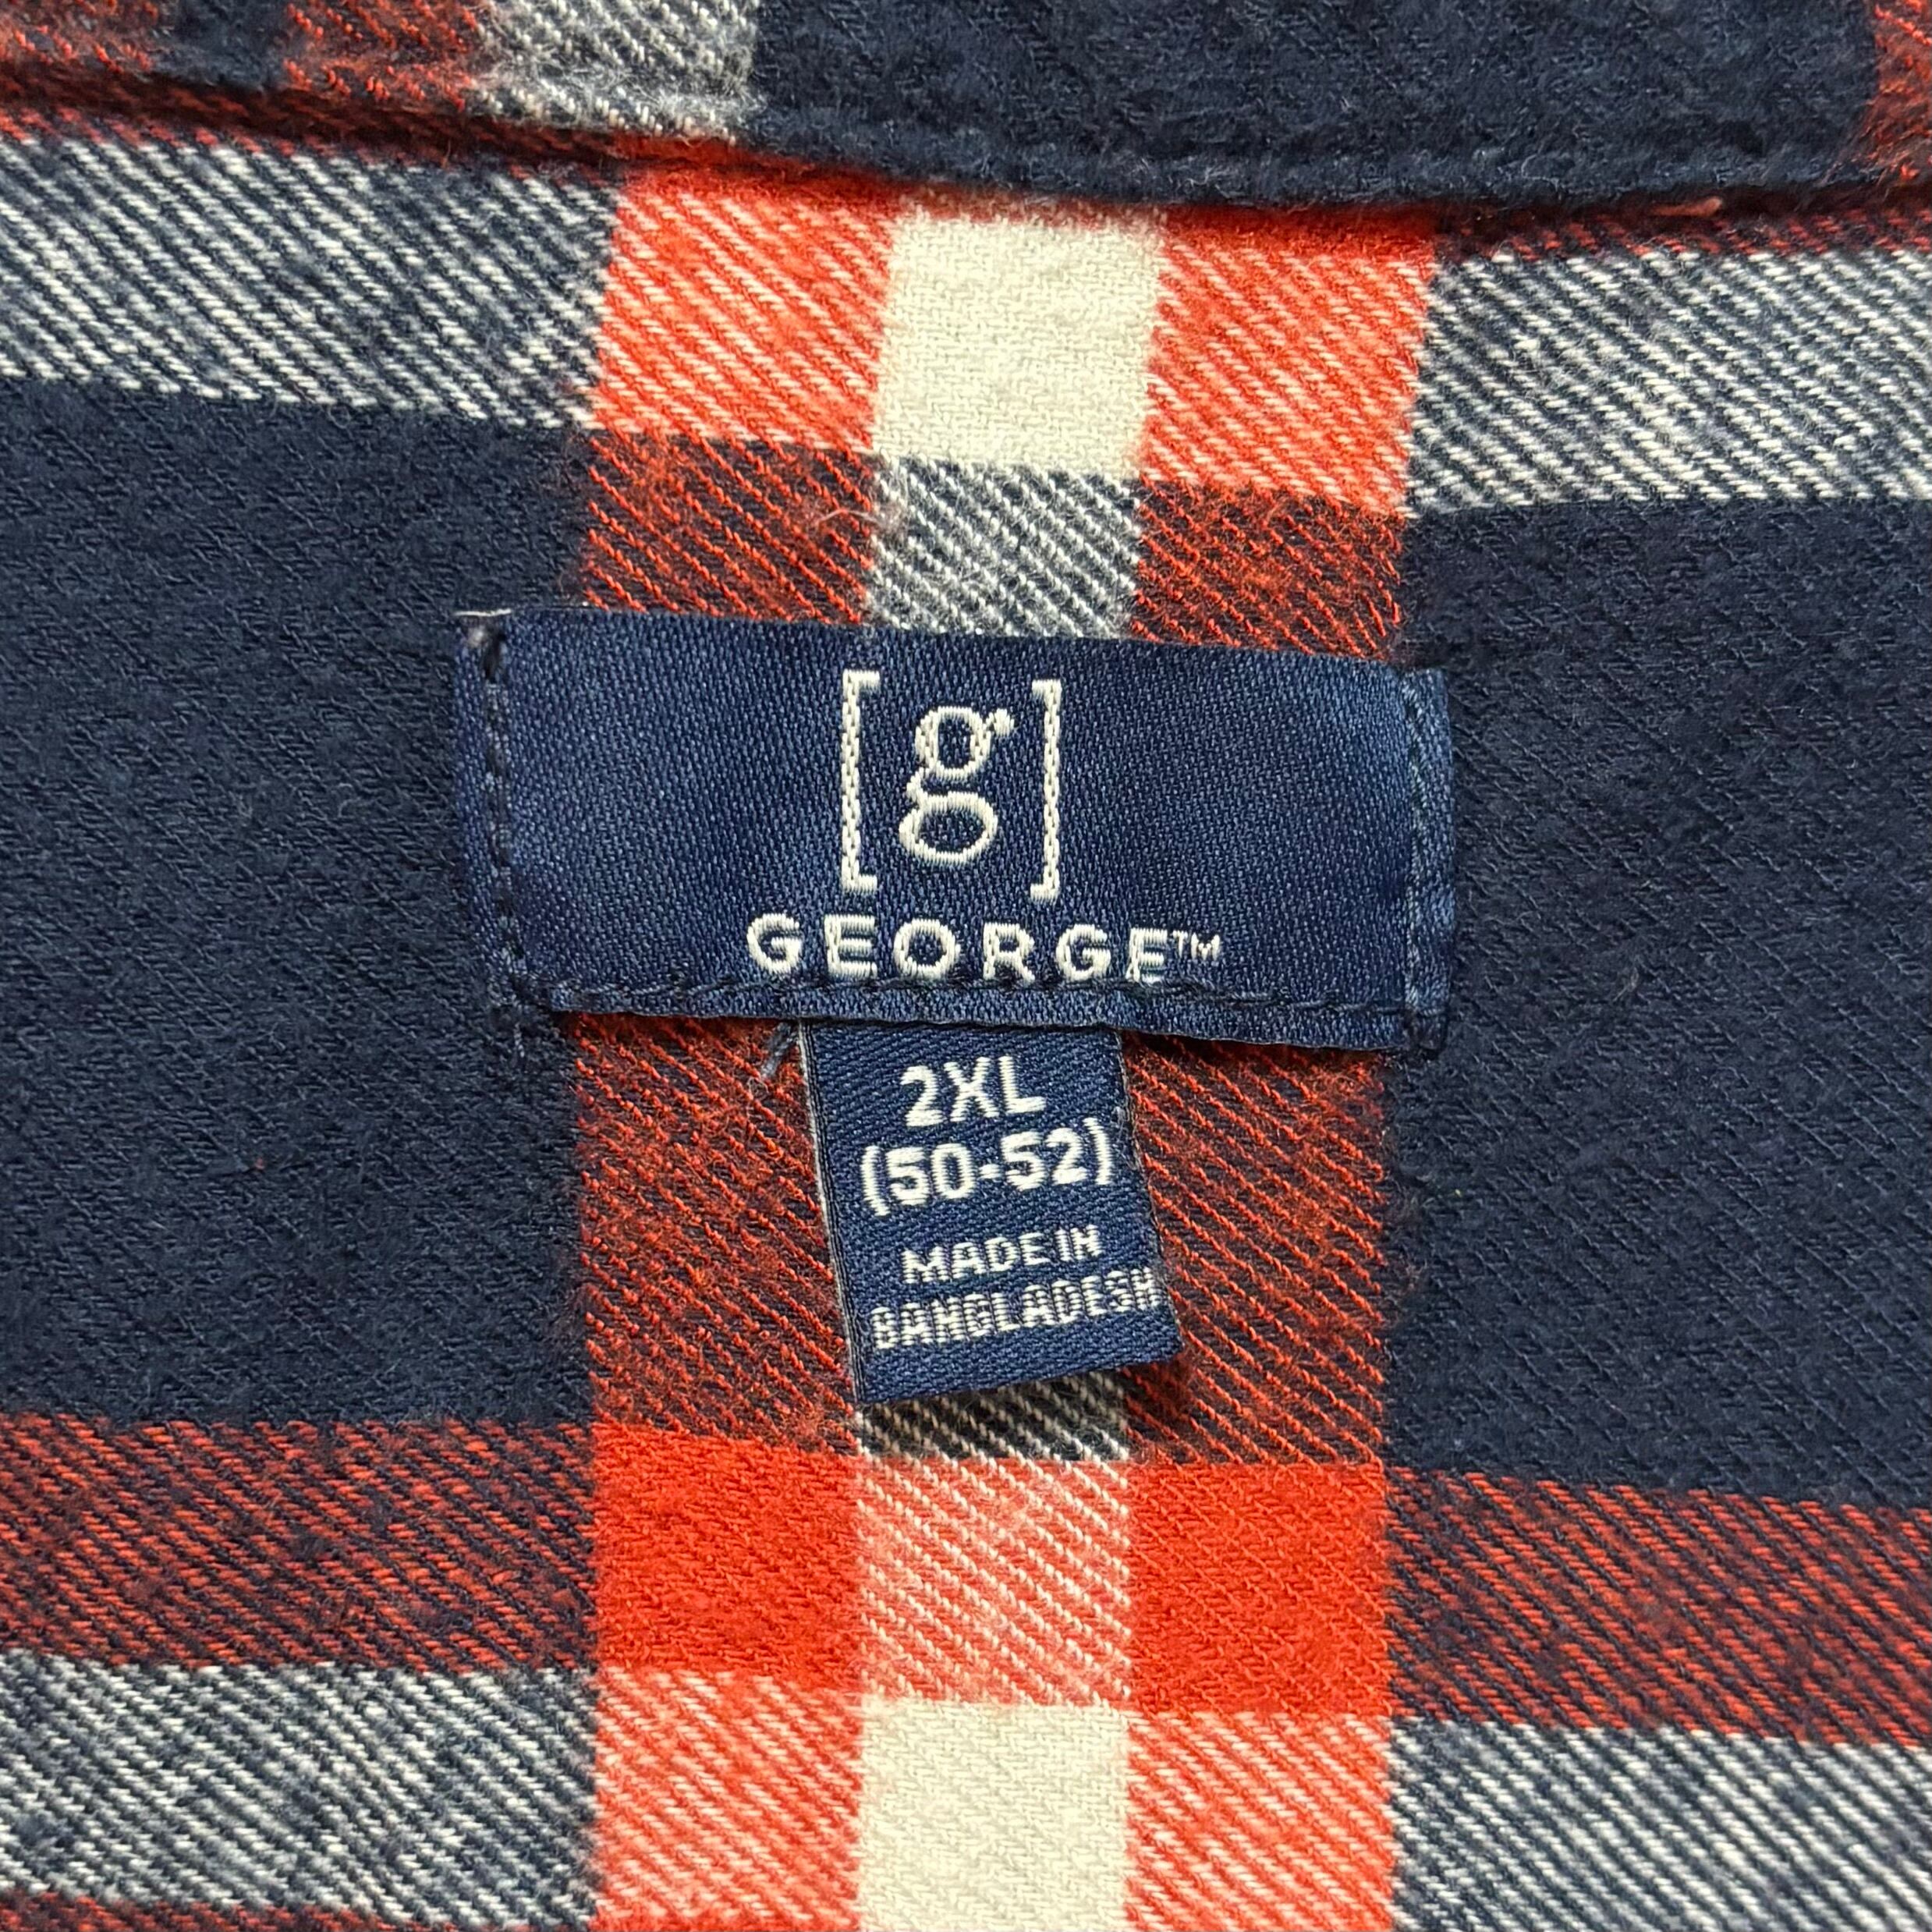 [g]
GEORGE™
2XL
(50-52)
MADE IN
BANGLADESH